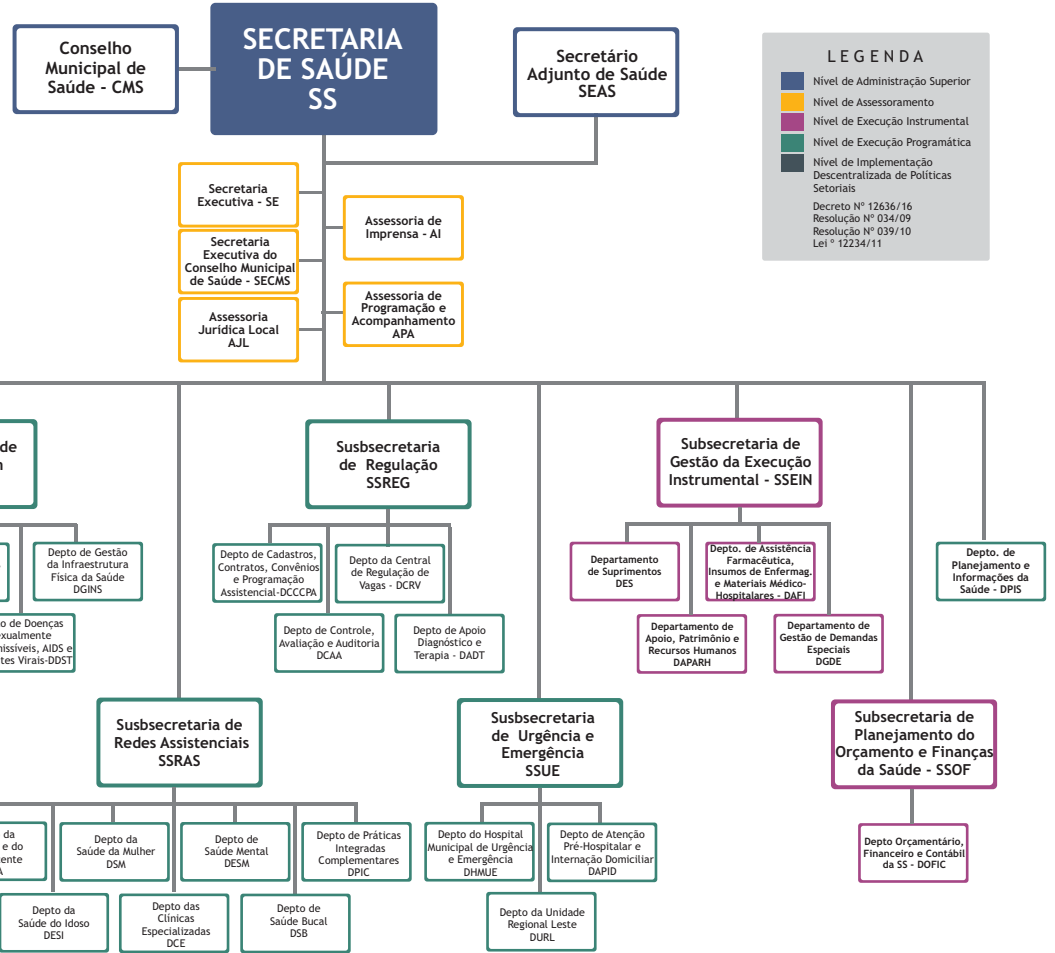 Conselho
Municipal de
Saúde - CMS
SECRETARIA
DE SAÚDE
SS
Secretário
Adjunto de Saúde
SEAS
LEGENDA
Nível de Administração Superior
Nível de Assessoramento
Nível de Execução Instrumental
Nível de Execução Programática
Nível de Implementação
Descentralizada de Políticas
Setoriais
Decreto Nº 12636/16
Resolução Nº 034/09
Resolução Nº 039/10
Lei º 12234/11
Secretaria
Executiva - SE
Assessoria de
Imprensa - AI
Secretaria
Executiva do
Conselho Municipal
de Saúde - SECMS
Assessoria de
Programação e
Acompanhamento
APA
Assessoria
Jurídica Local
AJL
de
Susbsecretaria
de Regulação
SSREG
Subsecretaria de
Gestão da Execução
Instrumental - SSEIN
Depto de Gestão
da Infraestrutura
Física da Saúde
DGINS
Depto de Cadastros,
Contratos, Convênios
e Programação
Assistencial-DCCCPA
Depto da Central
de Regulação de
Vagas - DCRV
Departamento
de Suprimentos
DES
Depto. de Assistência
Farmacêutica,
Insumos de Enfermag.
e Materiais Médico-
Hospitalares - DAFI
Depto. de
Planejamento e
Informações da
Saúde - DPIS
o de Doenças
exualmente
nissíveis, AIDS e
tes Virais-DDST
Depto de Controle,
Avaliação e Auditoria
DCAA
Depto de Apoio
Diagnóstico e
Terapia - DADT
Departamento de
Apoio, Patrimônio e
Recursos Humanos
DAPARH
Departamento de
Gestão de Demandas
Especiais
DGDE
Susbsecretaria de
Redes Assistenciais
SSRAS
Susbsecretaria
de Urgência e
Emergência
SSUE
Subsecretaria de
Planejamento do
Orçamento e Finanças
da Saúde - SSOF
da
e do
ente
A
Depto da
Saúde da Mulher
DSM
Depto de
Saúde Mental
DESM
Depto de Práticas
Integradas
Complementares
DPIC
Depto do Hospital
Municipal de Urgência
e Emergência
DHMUE
Depto de Atenção
Pré-Hospitalar e
Internação Domiciliar
DAPID
Depto Orçamentário,
Financeiro e Contábil
da SS - DOFIC
Depto da
Saúde do Idoso
DESI
Depto das
Clínicas
Especializadas
DCE
Depto de
Saúde Bucal
DSB
Depto da Unidade
Regional Leste
DURL